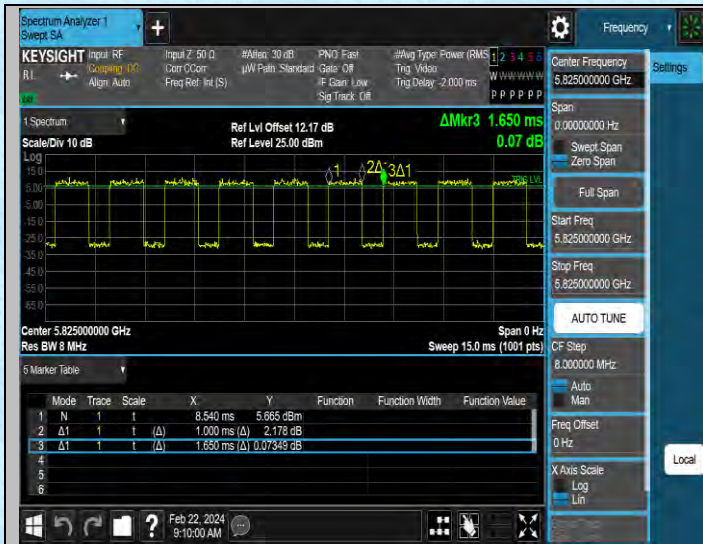 Spectrum Analyzer 1
Swept SA
+
Frequency
KEYSIGHT Input: RF Input Z: 50 Ω #Atten: 30 dB PNO: Fast #Avg Type: Power (RMS 1 2 3 4 5 6
RL Coupling: DC Corr CCorr µW Path: Standard Gate: Off Trig: Video W W W W W W
Align: Auto Freq Ref: Int (S) IF Gain: Low Trig Delay: -2.000 ms
Sig Track: Off P P P P P P
Center Frequency
5.825000000 GHz
Settings
Span
0.00000000 Hz
Swept Span
Zero Span
Full Span
Start Freq
5.825000000 GHz
Stop Freq
5.825000000 GHz
AUTO TUNE
CF Step
8.000000 MHz
Auto
Man
Freq Offset
0 Hz
X Axis Scale
Log
Lin
Local
1 Spectrum
Ref Lvl Offset 12.17 dB
ΔMkr3 1.650 ms
Scale/Div 10 dB
Ref Level 25.00 dBm
0.07 dB
Log
15.0
1 2Δ1 3Δ1
TRIG LVL
5.00
-5.00
-15.0
-25.0
-35.0
-45.0
-55.0
-65.0
Center 5.825000000 GHz
Span 0 Hz
Res BW 8 MHz
Sweep 15.0 ms (1001 pts)
5 Marker Table
Mode Trace Scale X Y Function Function Width Function Value
1 N 1 t 8.540 ms 5.665 dBm
2 Δ1 1 t (Δ) 1.000 ms (Δ) 2.178 dB
3 Δ1 1 t (Δ) 1.650 ms (Δ) 0.07349 dB
4
5
6
?
Feb 22, 2024
9:10:00 AM